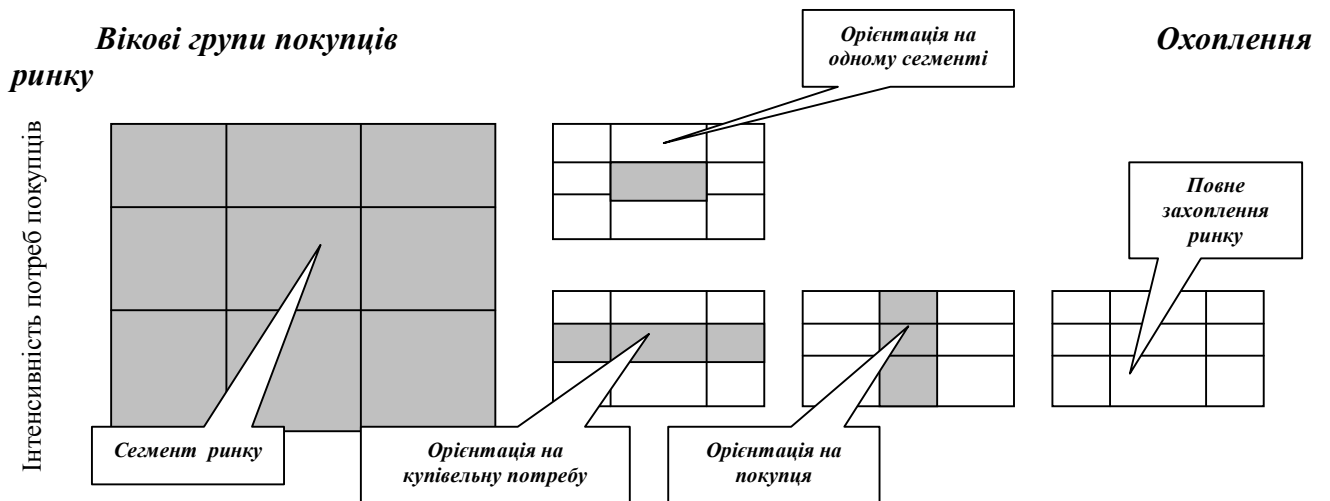 Вікові групи покупців Охоплення
ринку
Орієнтація на
одному сегменті
Інтенсивність потреб покупців
Повне
захоплення
ринку
Сегмент ринку
Орієнтація на
купівельну потребу
Орієнтація на
покупця